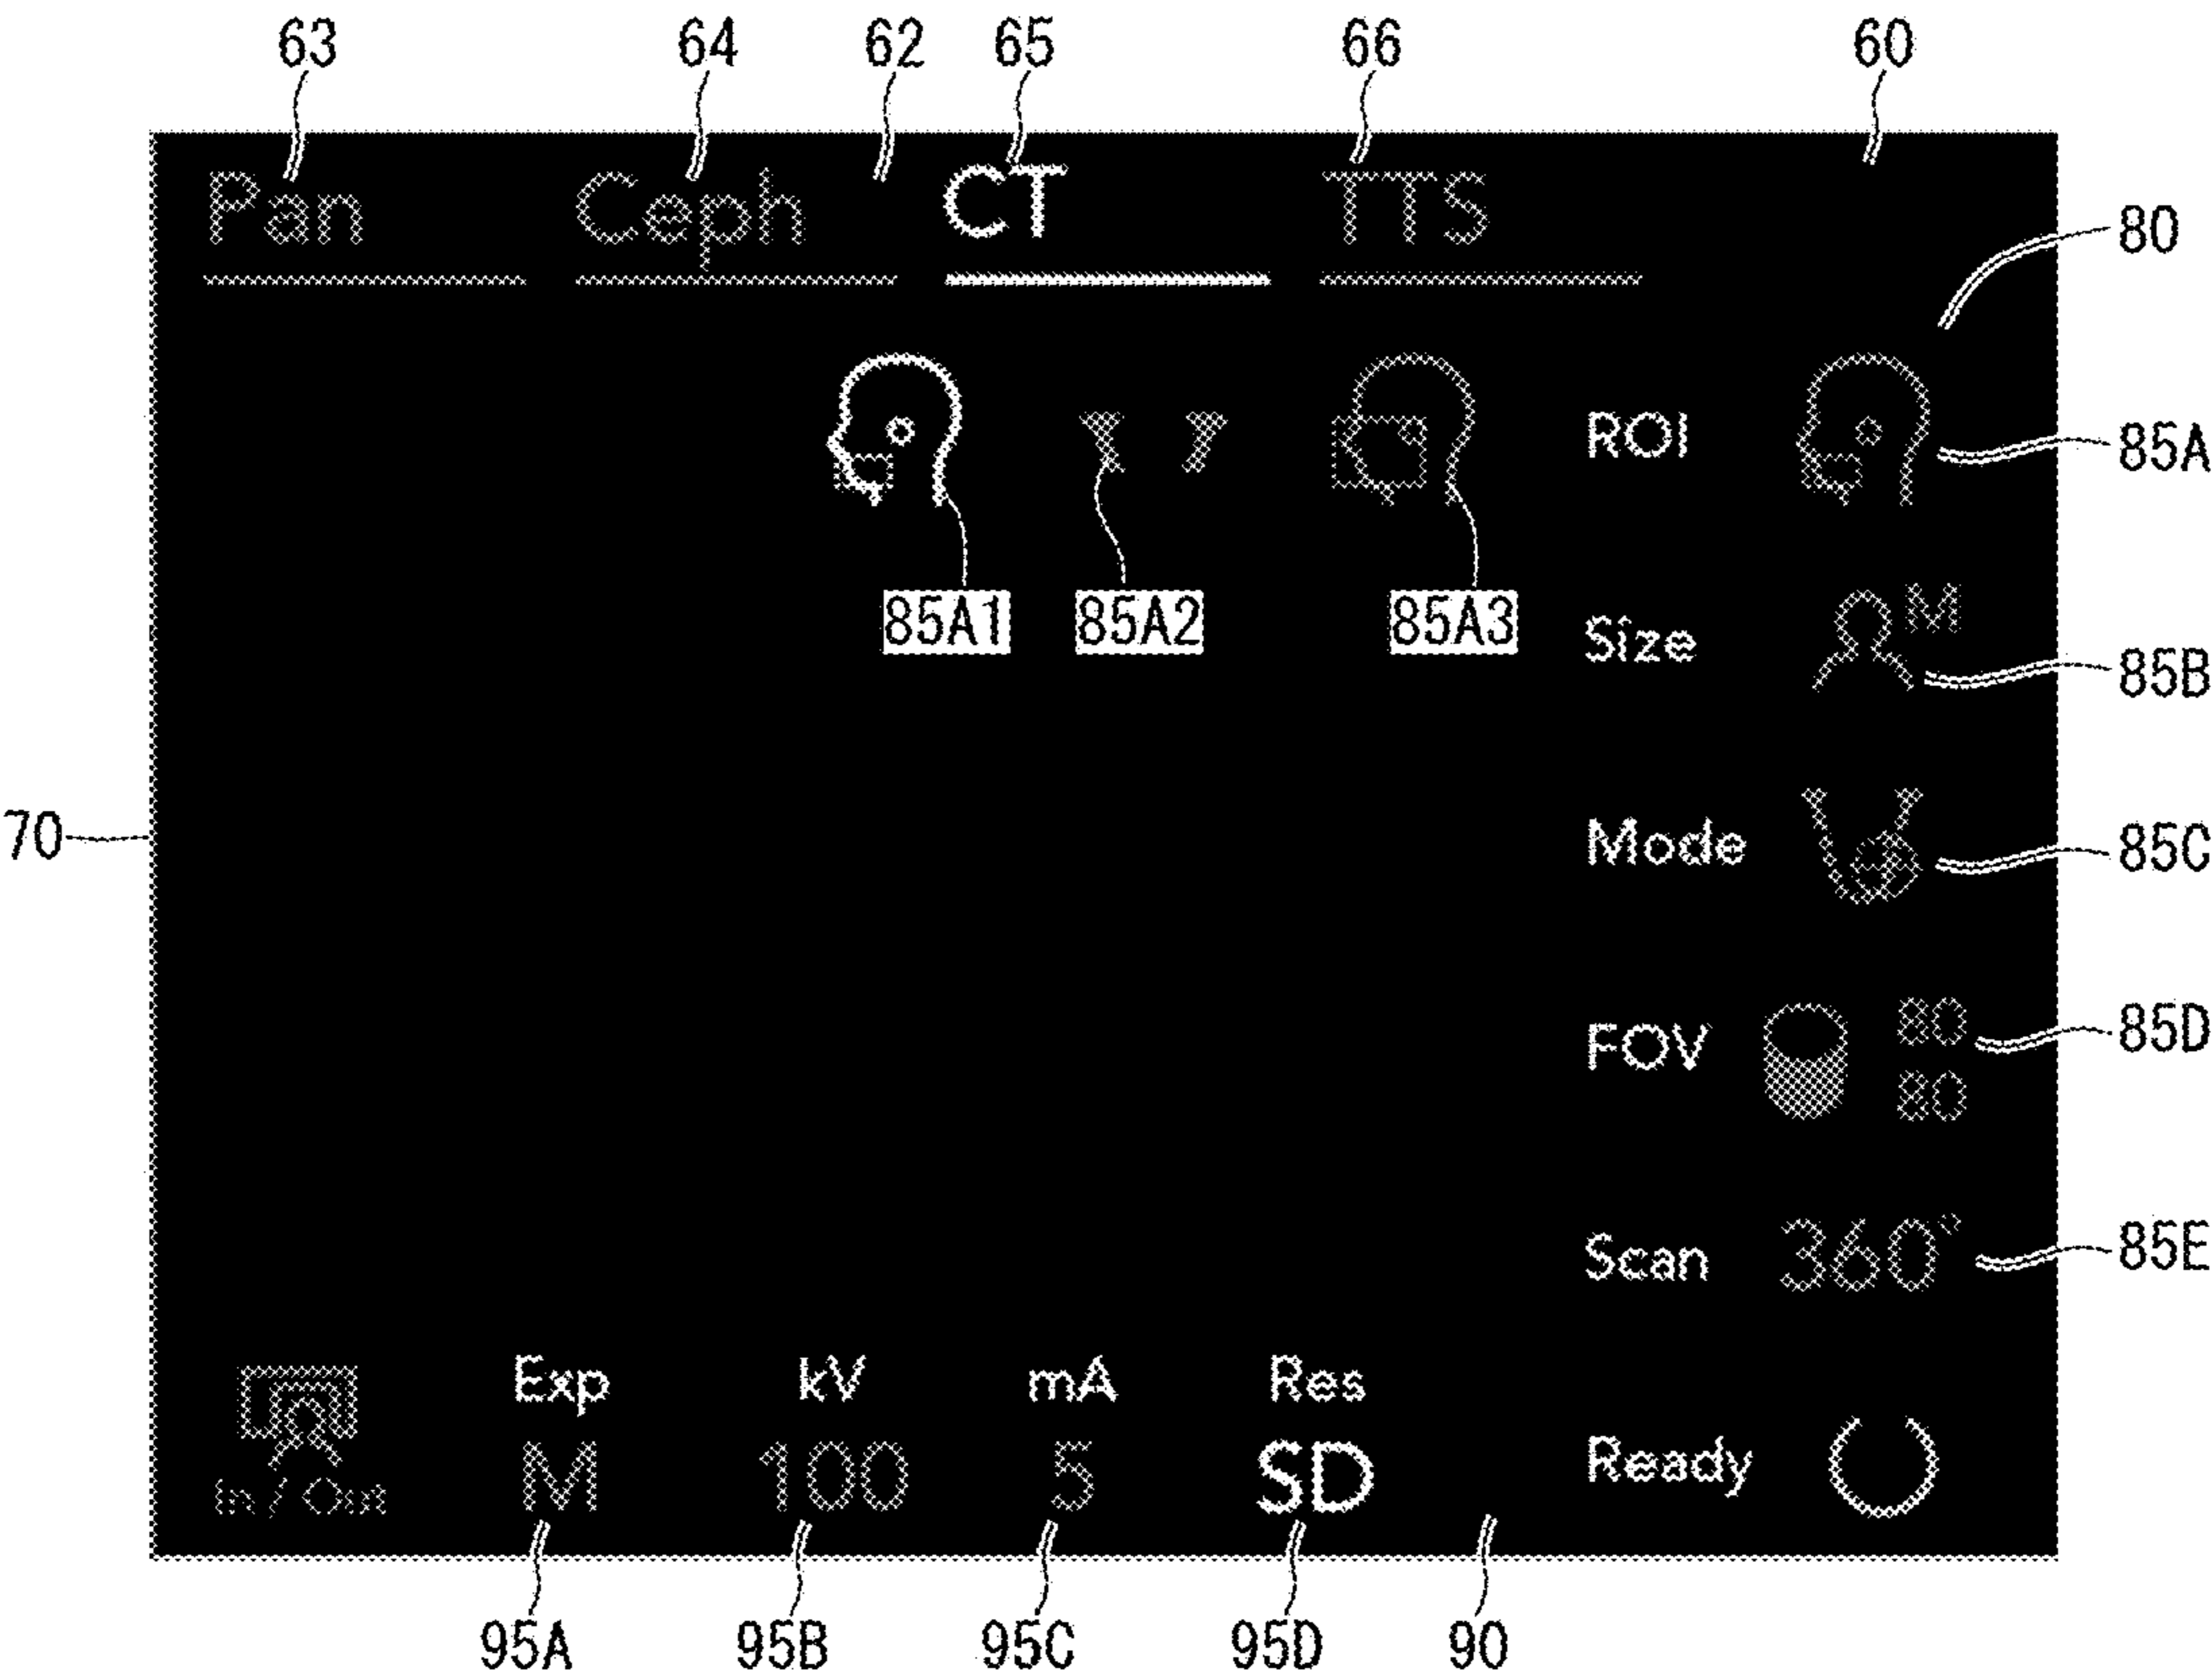 63 64 62 65 66 60
Pan Ceph CT TTS
80
ROI 85A
85A1 85A2 85A3
Size M 85B
70 Mode 85C
FOV 80 85D
80
Scan 360° 85E
Exp kV mA Res
In/Out M 100 5 SD Ready
95A 95B 95C 95D 90